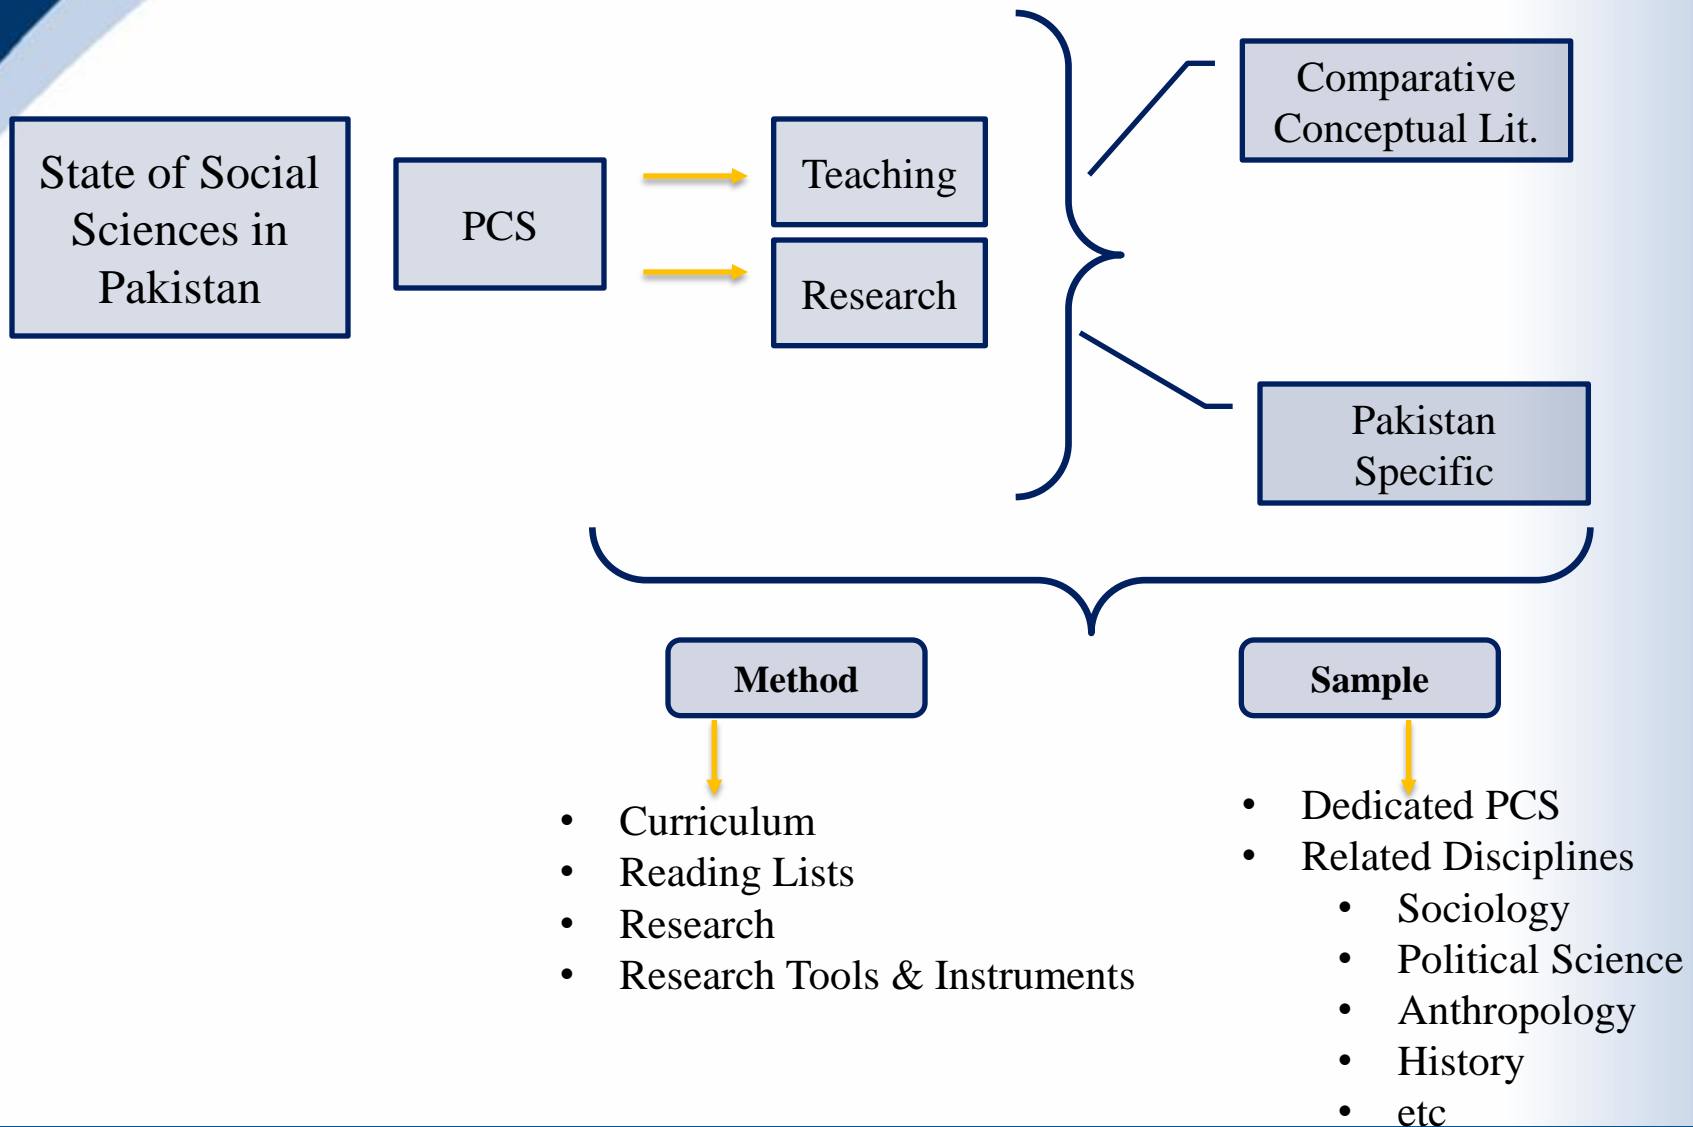 State of Social
Sciences in
Pakistan
PCS
Teaching
Research
Comparative
Conceptual Lit.
Pakistan
Specific
Method
• Curriculum
• Reading Lists
• Research
• Research Tools & Instruments
Sample
• Dedicated PCS
• Related Disciplines
• Sociology
• Political Science
• Anthropology
• History
• etc